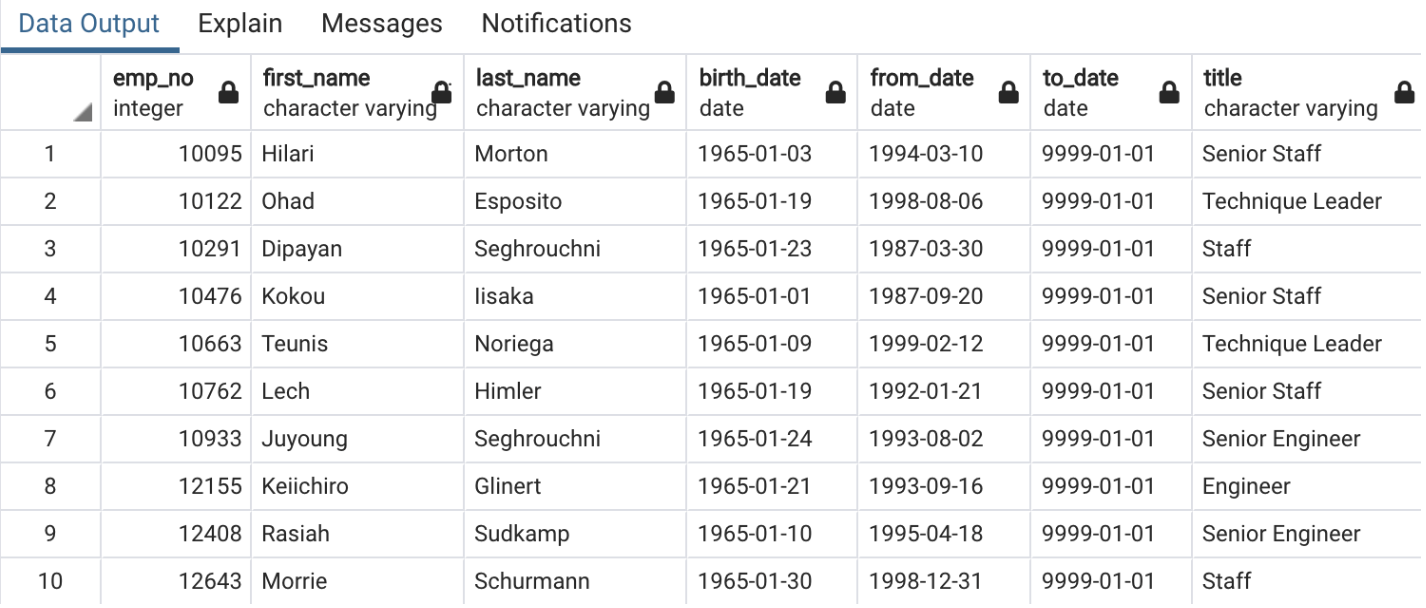 Data Output Explain Messages Notifications
emp_no first_name last_name birth_date from_date to_date title
integer character varying character varying date date date character varying
1 10095 Hilari Morton 1965-01-03 1994-03-10 9999-01-01 Senior Staff
2 10122 Ohad Esposito 1965-01-19 1998-08-06 9999-01-01 Technique Leader
3 10291 Dipayan Seghrouchni 1965-01-23 1987-03-30 9999-01-01 Staff
4 10476 Kokou Iisaka 1965-01-01 1987-09-20 9999-01-01 Senior Staff
5 10663 Teunis Noriega 1965-01-09 1999-02-12 9999-01-01 Technique Leader
6 10762 Lech Himler 1965-01-19 1992-01-21 9999-01-01 Senior Staff
7 10933 Juyoung Seghrouchni 1965-01-24 1993-08-02 9999-01-01 Senior Engineer
8 12155 Keiichiro Glinert 1965-01-21 1993-09-16 9999-01-01 Engineer
9 12408 Rasiah Sudkamp 1965-01-10 1995-04-18 9999-01-01 Senior Engineer
10 12643 Morrie Schurmann 1965-01-30 1998-12-31 9999-01-01 Staff